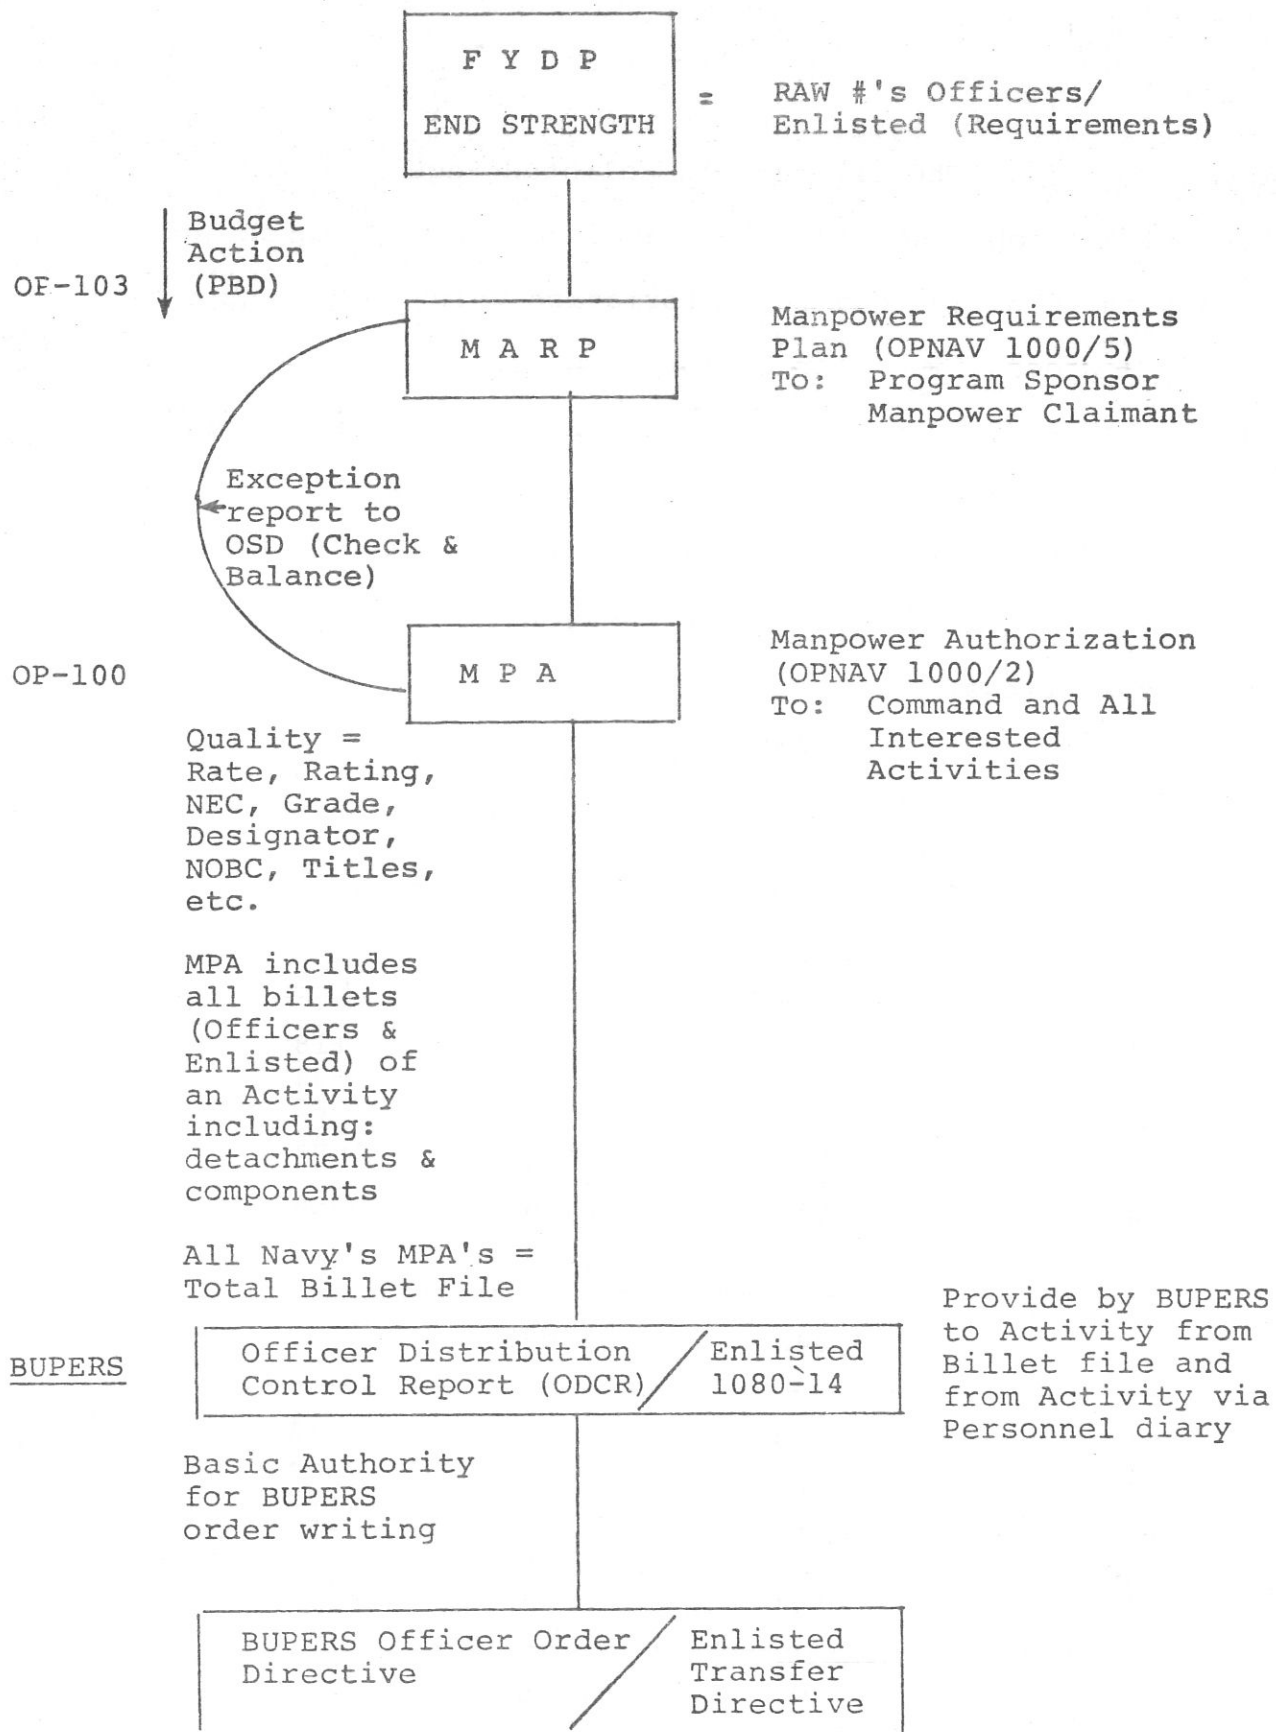 F Y D P
END STRENGTH
=
RAW #'s Officers/
Enlisted (Requirements)
Budget
Action
(PBD)
OP-103
M A R P
Manpower Requirements
Plan (OPNAV 1000/5)
To: Program Sponsor
Manpower Claimant
Exception
report to
OSD (Check &
Balance)
OP-100
M P A
Manpower Authorization
(OPNAV 1000/2)
To: Command and All
Interested
Activities
Quality =
Rate, Rating,
NEC, Grade,
Designator,
NOBC, Titles,
etc.
MPA includes
all billets
(Officers &
Enlisted) of
an Activity
including:
detachments &
components
All Navy's MPA's =
Total Billet File
BUPERS
Officer Distribution
Control Report (ODCR)
Enlisted
1080-14
Provide by BUPERS
to Activity from
Billet file and
from Activity via
Personnel diary
Basic Authority
for BUPERS
order writing
BUPERS Officer Order
Directive
Enlisted
Transfer
Directive